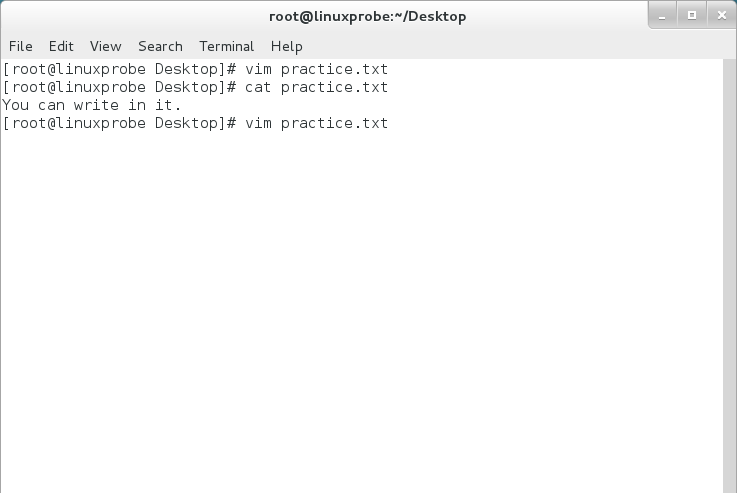 root@linuxprobe:~/Desktop
File Edit View Search Terminal Help
[root@linuxprobe Desktop]# vim practice.txt
[root@linuxprobe Desktop]# cat practice.txt
You can write in it.
[root@linuxprobe Desktop]# vim practice.txt